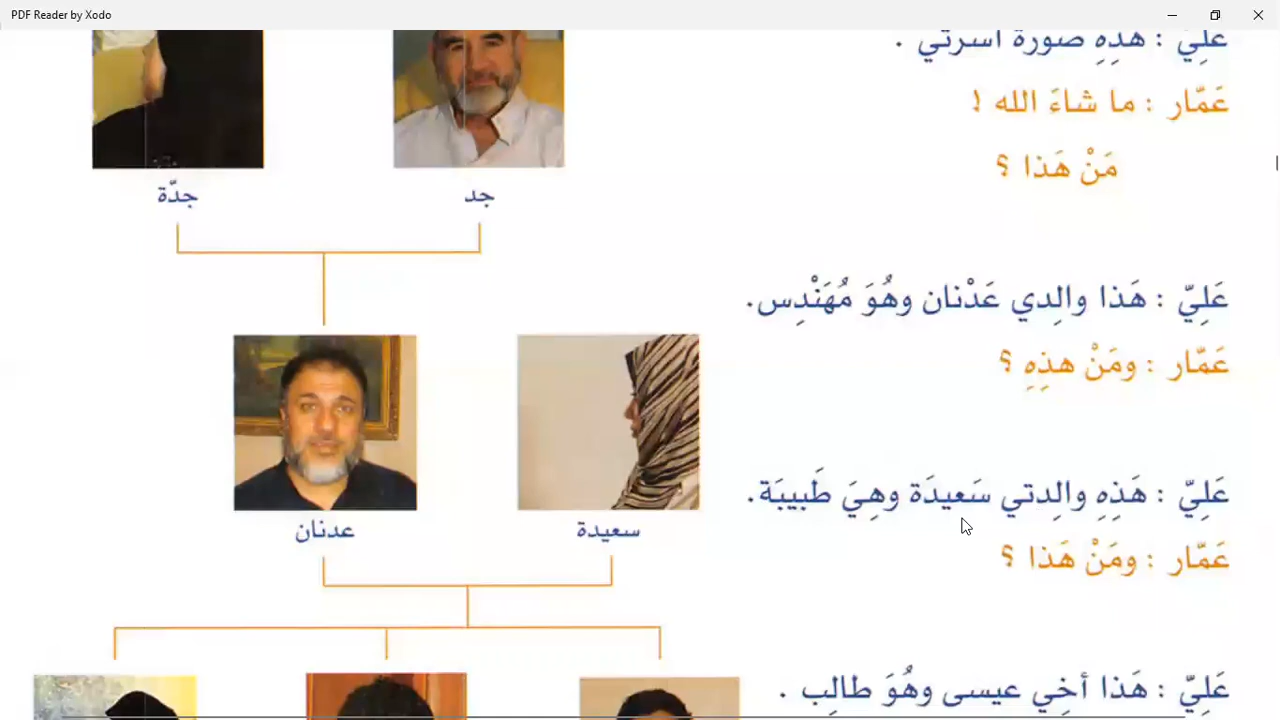 PDF Reader by Xodo
عَلِيّ : هَذِهِ صورة أسرتي .
عَمّار : ما شاءَ الله !
مَنْ هَذا ؟
جد
جدّة
عَلِيّ : هَذا والِدي عَدْنان وهُوَ مُهَنْدِس.
عَمّار : ومَنْ هذِهِ ؟
عَلِيّ : هَذِهِ والِدتي سَعيدَة وهِيَ طَبيبَة.
سعيدة
عدنان
عَمّار : ومَنْ هَذا ؟
عَلِيّ : هَذا أخِي عيسى وهُوَ طالِب .